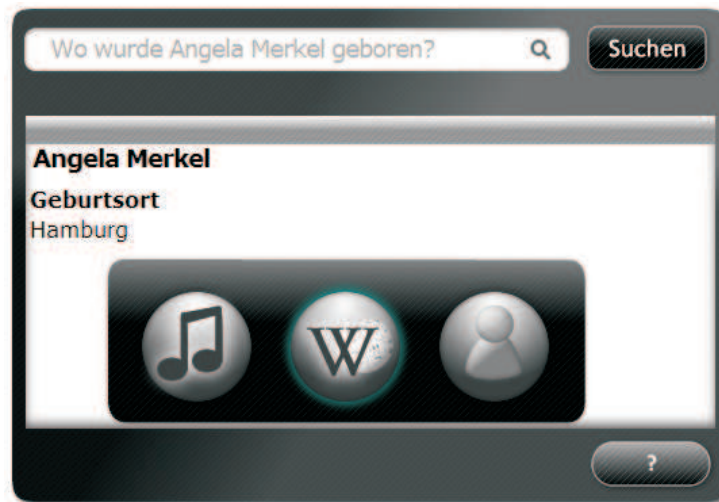 Wo wurde Angela Merkel geboren?
Suchen
Angela Merkel
Geburtsort
Hamburg
W
?